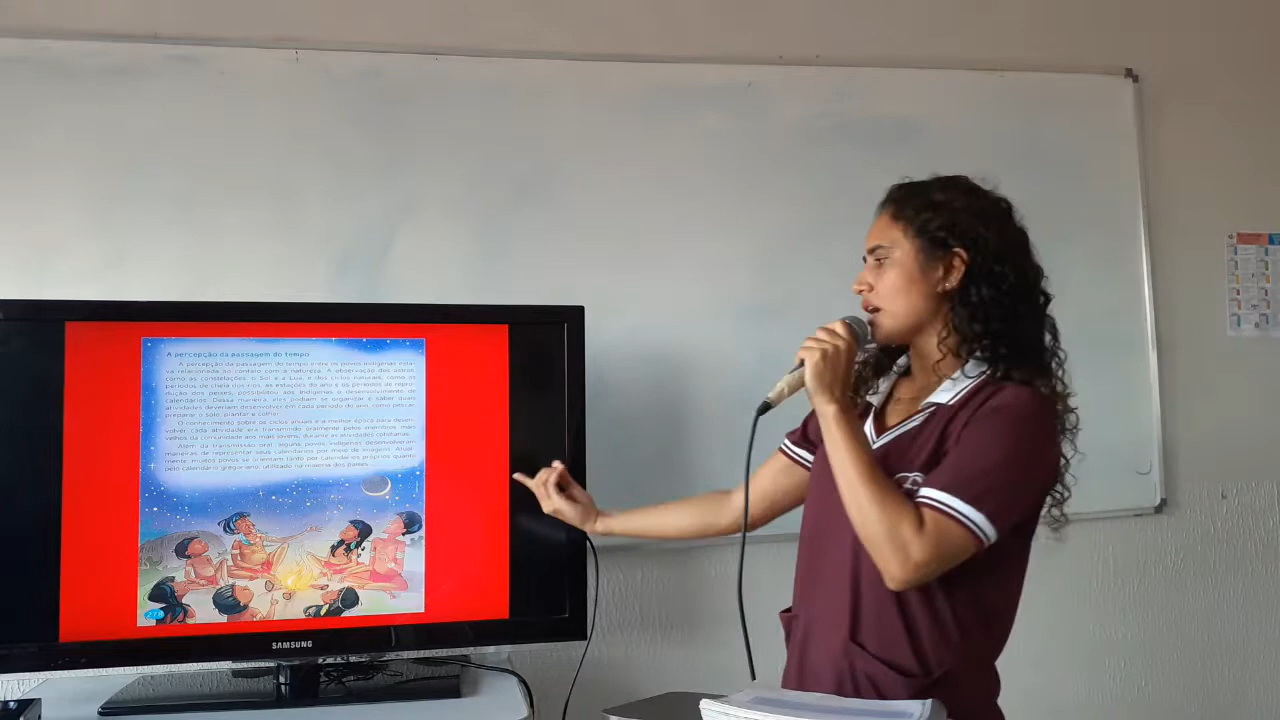 A percepção da passagem do tempo
A percepção da passagem do tempo entre os povos indígenas esta-
va relacionada ao contato com a natureza. A observação dos astros,
como as constelações, o Sol e a Lua, e dos ciclos naturais, como os
períodos de cheia dos rios, as estações do ano e os períodos de repro-
dução dos peixes, possibilitou aos indígenas o desenvolvimento de
calendários. Dessa maneira, eles podiam se organizar e saber quais
atividades deveriam desenvolver em cada período do ano, como pescar,
preparar o solo, plantar e colher.
O conhecimento sobre os ciclos anuais e a melhor época para desen-
volver cada atividade era transmitido oralmente pelos membros mais
velhos da comunidade aos mais jovens, durante as atividades cotidianas.
Além da transmissão oral, alguns povos indígenas desenvolveram
maneiras de representar seus calendários por meio de imagens. Atual-
mente, muitos povos se orientam tanto por calendários próprios quanto
pelo calendário gregoriano, utilizado na maioria dos países.
SAMSUNG